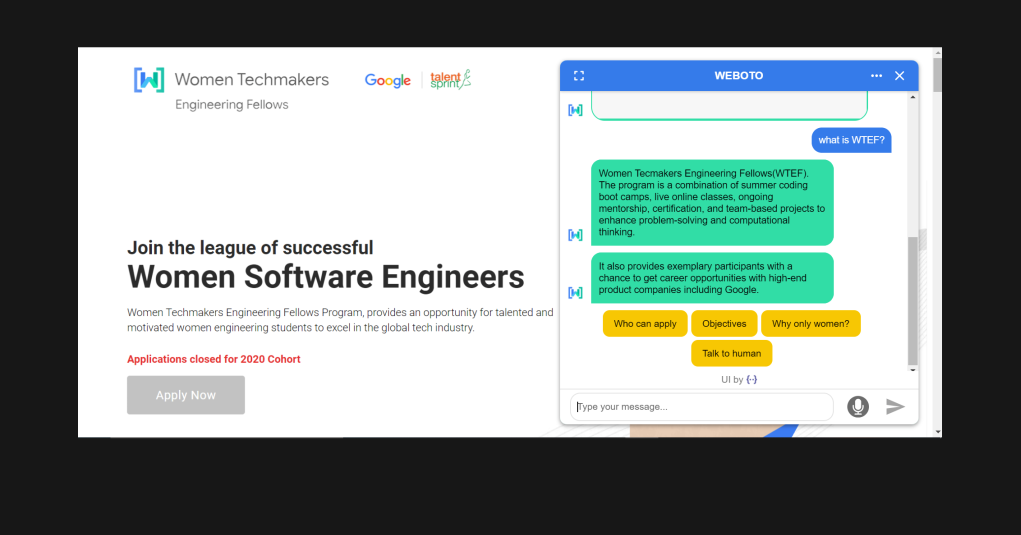 Women Techmakers
Engineering Fellows
Google
talent
sprint
Join the league of successful
Women Software Engineers
Women Techmakers Engineering Fellows Program, provides an opportunity for talented and
motivated women engineering students to excel in the global tech industry.
Applications closed for 2020 Cohort
Apply Now
WEBOTO
what is WTEF?
Women Tecmakers Engineering Fellows(WTEF).
The program is a combination of summer coding
boot camps, live online classes, ongoing
mentorship, certification, and team-based projects to
enhance problem-solving and computational
thinking.
It also provides exemplary participants with a
chance to get career opportunities with high-end
product companies including Google.
Who can apply
Objectives
Why only women?
Talk to human
UI by {··}
Type your message...